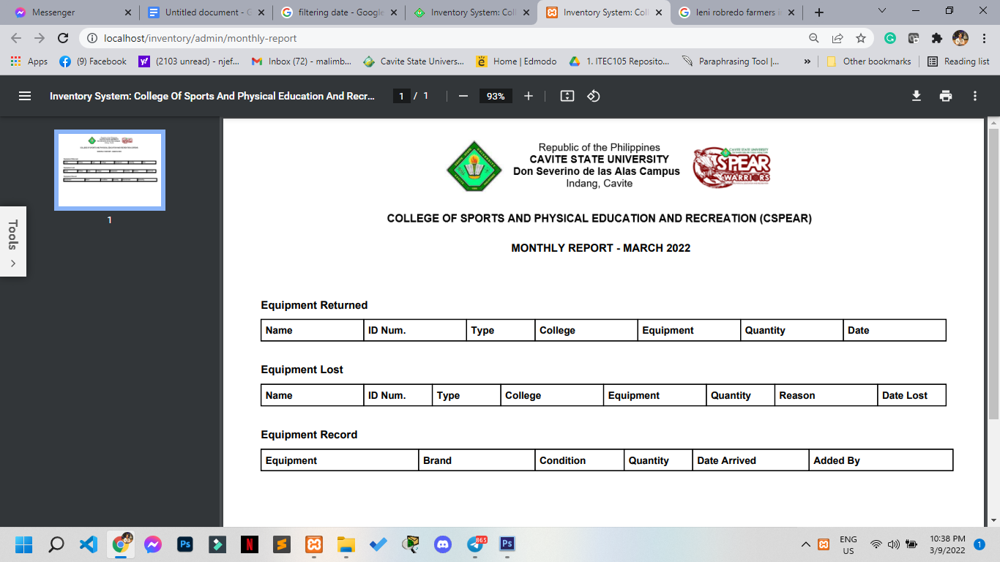 Messenger
Untitled document - G
filtering date - Google
Inventory System: Coll
Inventory System: Coll
leni robredo farmers i
localhost/inventory/admin/monthly-report
Apps
(9) Facebook
(2103 unread) - njef...
Inbox (72) - malimb...
Cavite State Univers...
Home | Edmodo
1. ITEC105 Reposito...
Paraphrasing Tool |...
»
Other bookmarks
Reading list
Inventory System: College Of Sports And Physical Education And Recr...
1 / 1
93%
Tools
1
Republic of the Philippines
CAVITE STATE UNIVERSITY
Don Severino de las Alas Campus
Indang, Cavite
CAVITE STATE UNIVERSITY
SPEAR
WARRIORS
COLLEGE OF SPORTS AND PHYSICAL EDUCATION AND RECREATION (CSPEAR)
MONTHLY REPORT - MARCH 2022
Equipment Returned
Name ID Num. Type College Equipment Quantity Date
Equipment Lost
Name ID Num. Type College Equipment Quantity Reason Date Lost
Equipment Record
Equipment Brand Condition Quantity Date Arrived Added By
Ps
N
865
Ps
ENG
US
10:38 PM
3/9/2022
1